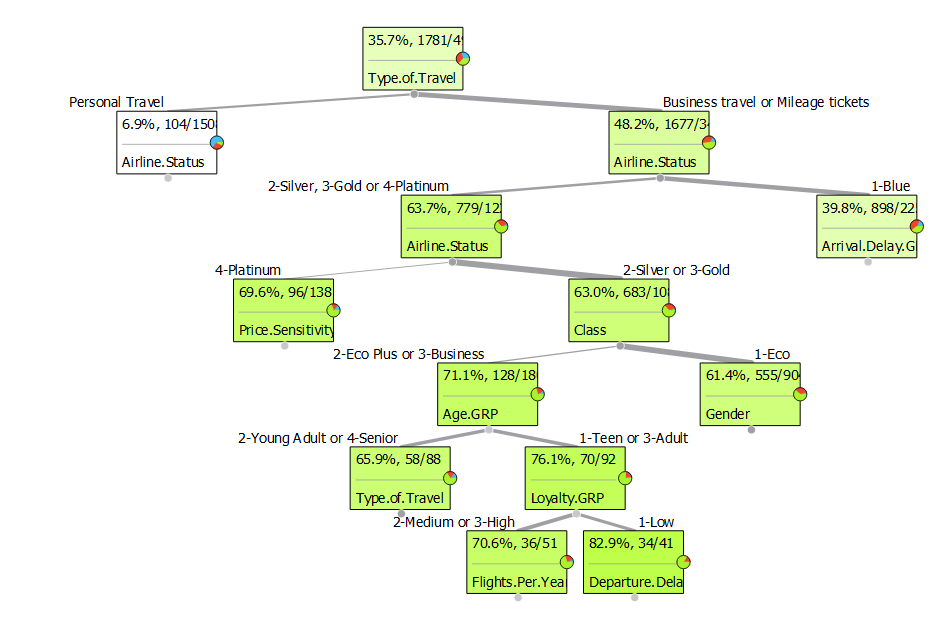 35.7%, 1781/49
Type.of.Travel
Personal Travel
Business travel or Mileage tickets
6.9%, 104/150
48.2%, 1677/34
Airline.Status
Airline.Status
2-Silver, 3-Gold or 4-Platinum
1-Blue
63.7%, 779/122
39.8%, 898/225
Airline.Status
Arrival.Delay.G
4-Platinum
2-Silver or 3-Gold
69.6%, 96/138
63.0%, 683/108
Price.Sensitivity
Class
2-Eco Plus or 3-Business
1-Eco
71.1%, 128/18
61.4%, 555/904
Age.GRP
Gender
2-Young Adult or 4-Senior
1-Teen or 3-Adult
65.9%, 58/88
76.1%, 70/92
Type.of.Travel
Loyalty.GRP
2-Medium or 3-High
1-Low
70.6%, 36/51
82.9%, 34/41
Flights.Per.Yea
Departure.Dela